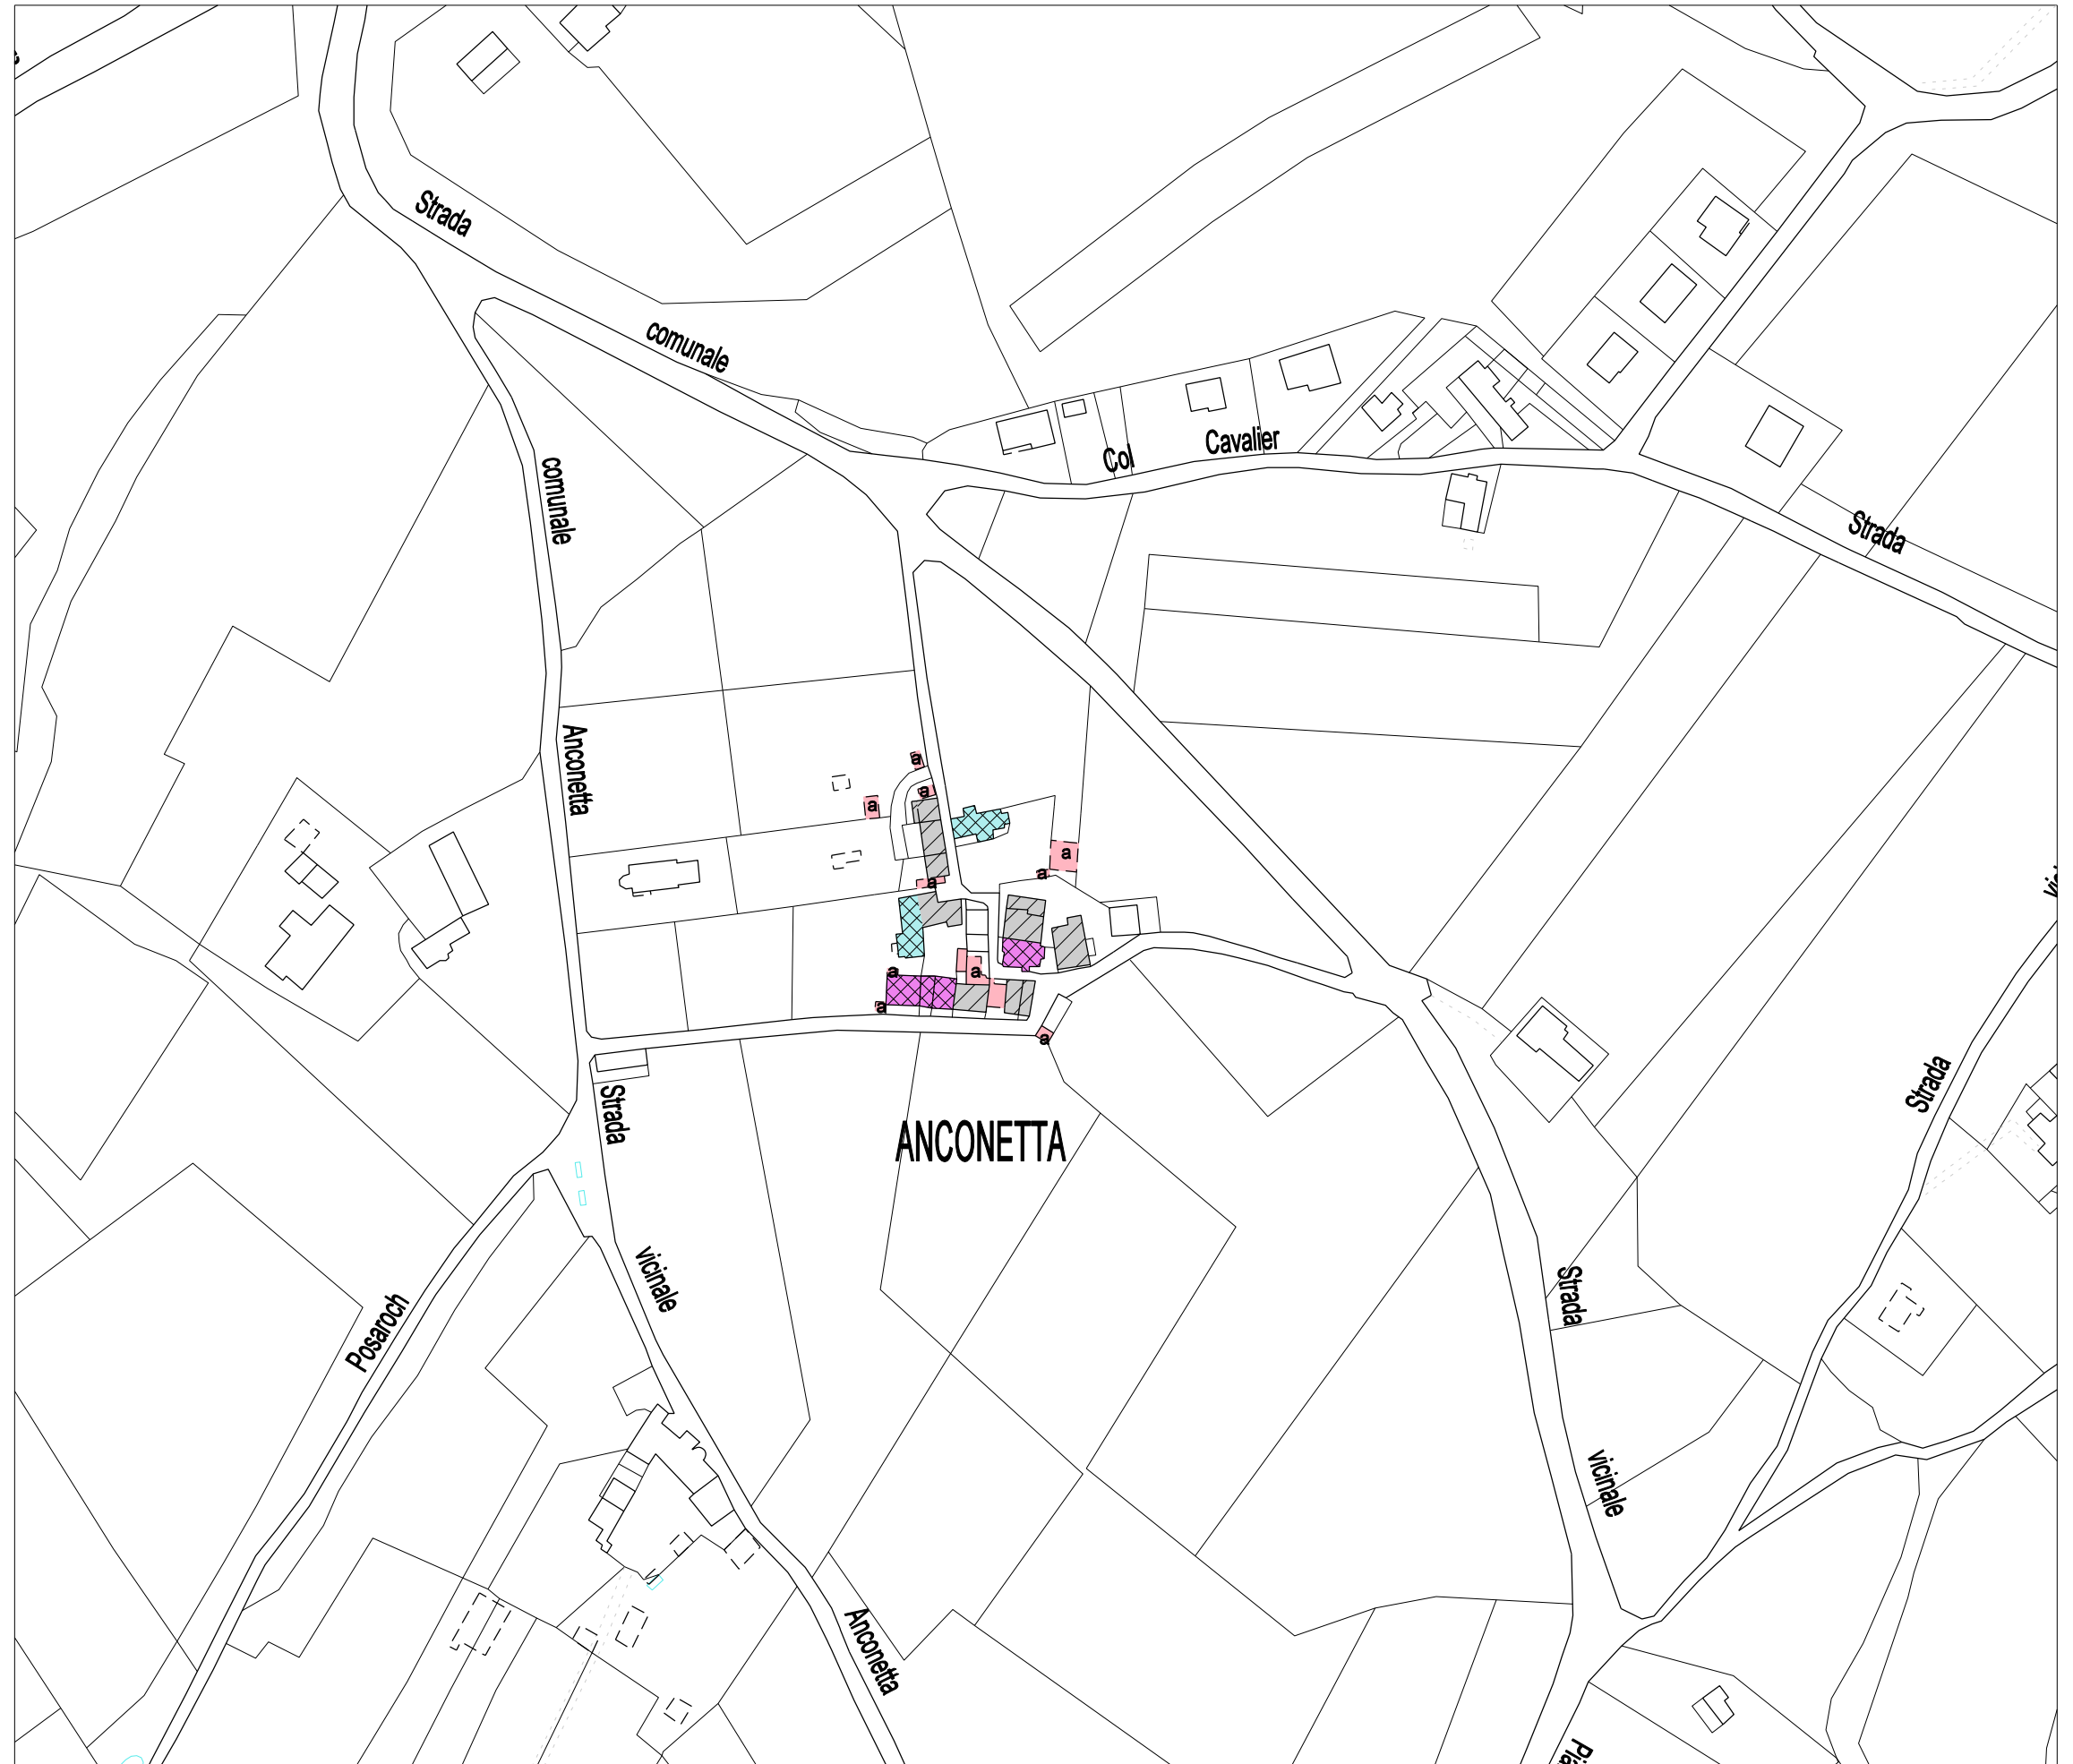 Strada
comunale
Col
Cavalier
comunale
Strada
Anconetta
a
a
a
a
a
a
a
a
a
a
Strada
Strada
ANCONETTA
vicinale
Strada
Posaroch
vicinale
Anconetta